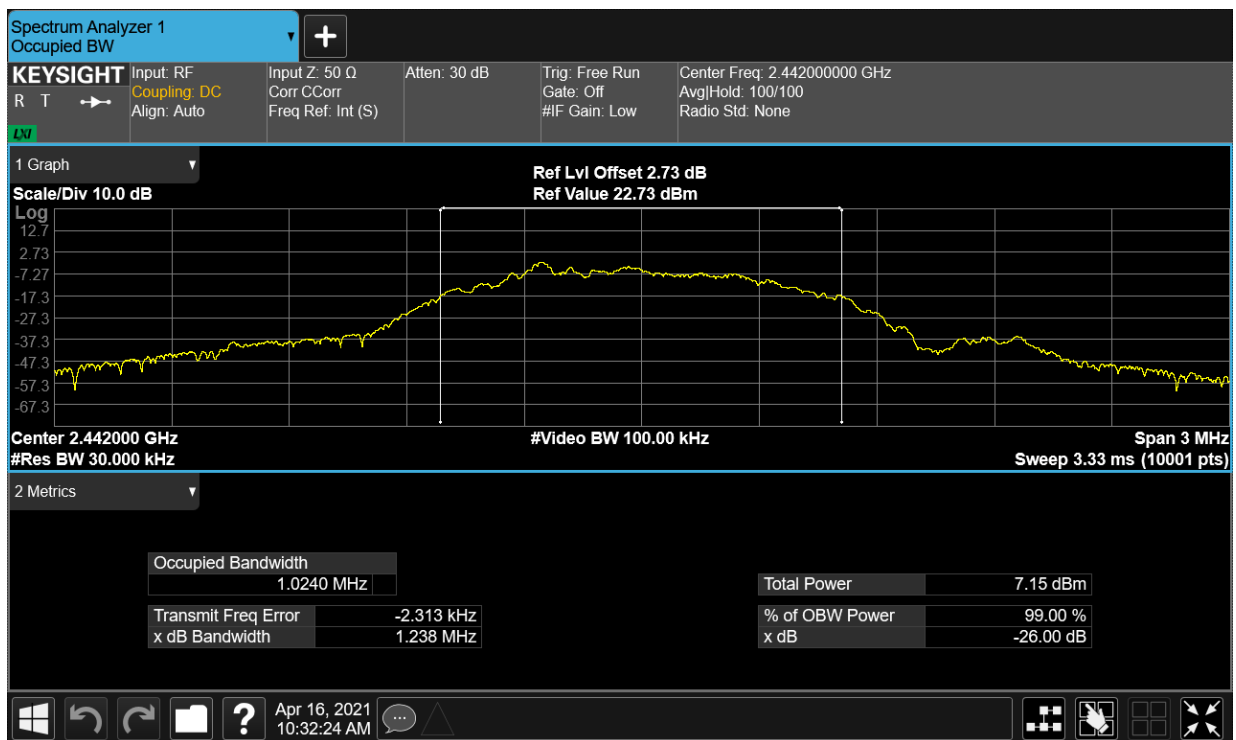 Spectrum Analyzer 1
Occupied BW
▼
+
KEYSIGHT
R T
LXI
Input: RF
Coupling: DC
Align: Auto
Input Z: 50 Ω
Corr CCorr
Freq Ref: Int (S)
Atten: 30 dB
Trig: Free Run
Gate: Off
#IF Gain: Low
Center Freq: 2.442000000 GHz
Avg|Hold: 100/100
Radio Std: None
1 Graph
▼
Scale/Div 10.0 dB
Ref Lvl Offset 2.73 dB
Ref Value 22.73 dBm
Log
12.7
2.73
-7.27
-17.3
-27.3
-37.3
-47.3
-57.3
-67.3
Center 2.442000 GHz
#Video BW 100.00 kHz
Span 3 MHz
#Res BW 30.000 kHz
Sweep 3.33 ms (10001 pts)
2 Metrics
▼
Occupied Bandwidth
1.0240 MHz
Transmit Freq Error -2.313 kHz
x dB Bandwidth 1.238 MHz
Total Power 7.15 dBm
% of OBW Power 99.00 %
x dB -26.00 dB
?
Apr 16, 2021
10:32:24 AM